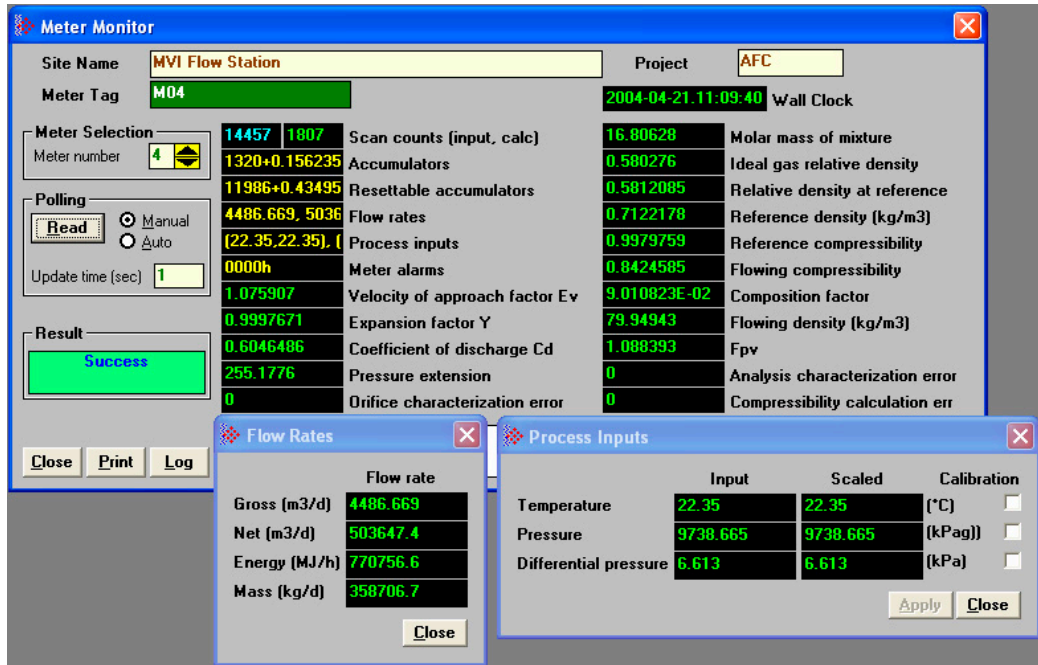 Meter Monitor
Site Name MVI Flow Station Project AFC
Meter Tag M04 2004-04-21.11:09:40 Wall Clock
Meter Selection
Meter number 4
Polling
Read Manual
Auto
Update time (sec) 1
Result
Success
Close Print Log
14457 1807 Scan counts (input, calc)
1320+0.156235 Accumulators
11986+0.43495 Resettable accumulators
4486.669, 5036 Flow rates
(22.35,22.35), ( Process inputs
0000h Meter alarms
1.075907 Velocity of approach factor Ev
0.9997671 Expansion factor Y
0.6046486 Coefficient of discharge Cd
255.1776 Pressure extension
0 Orifice characterization error
16.80628 Molar mass of mixture
0.580276 Ideal gas relative density
0.5812085 Relative density at reference
0.7122178 Reference density (kg/m3)
0.9979759 Reference compressibility
0.8424585 Flowing compressibility
9.010823E-02 Composition factor
79.94943 Flowing density (kg/m3)
1.088393 Fpv
0 Analysis characterization error
0 Compressibility calculation err
Flow Rates
Flow rate
Gross (m3/d) 4486.669
Net (m3/d) 503647.4
Energy (MJ/h) 770756.6
Mass (kg/d) 358706.7
Close
Process Inputs
Input Scaled Calibration
Temperature 22.35 22.35 (°C)
Pressure 9738.665 9738.665 (kPag))
Differential pressure 6.613 6.613 (kPa)
Apply Close